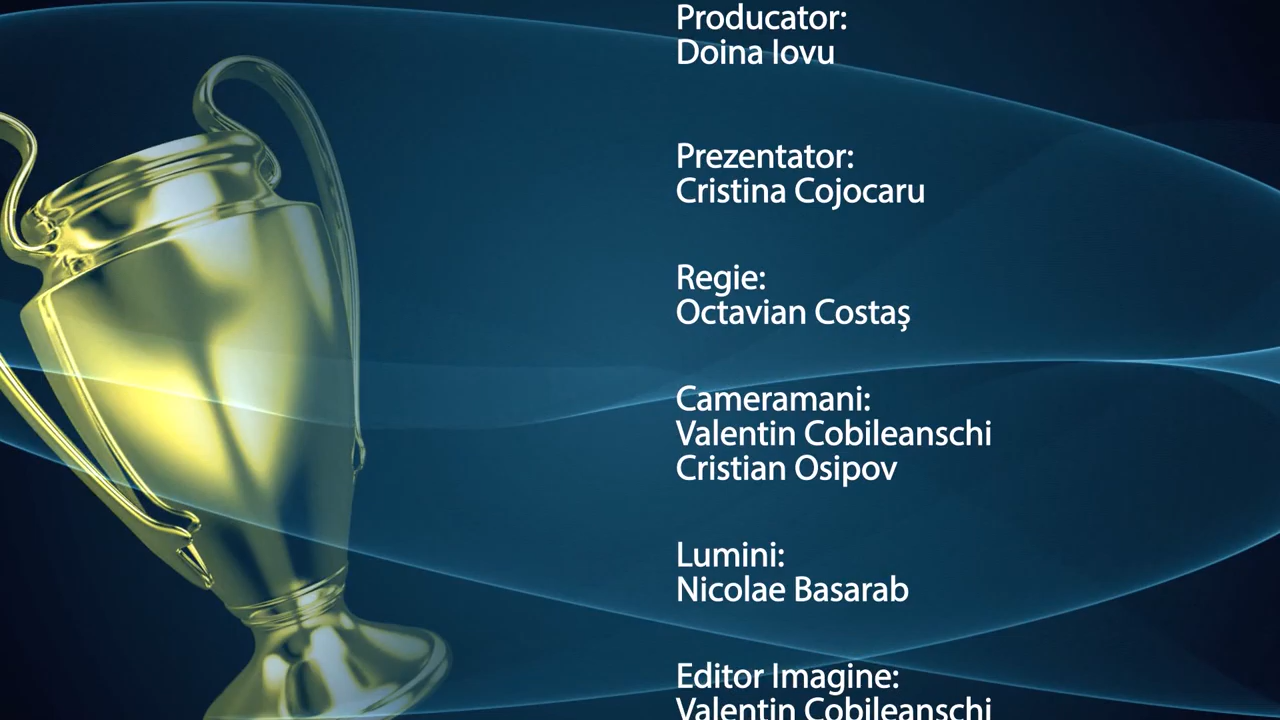 Producator:
Doina Iovu
Prezentator:
Cristina Cojocaru
Regie:
Octavian Costaș
Cameramani:
Valentin Cobileanschi
Cristian Osipov
Lumini:
Nicolae Basarab
Editor Imagine:
Valentin Cobileanschi